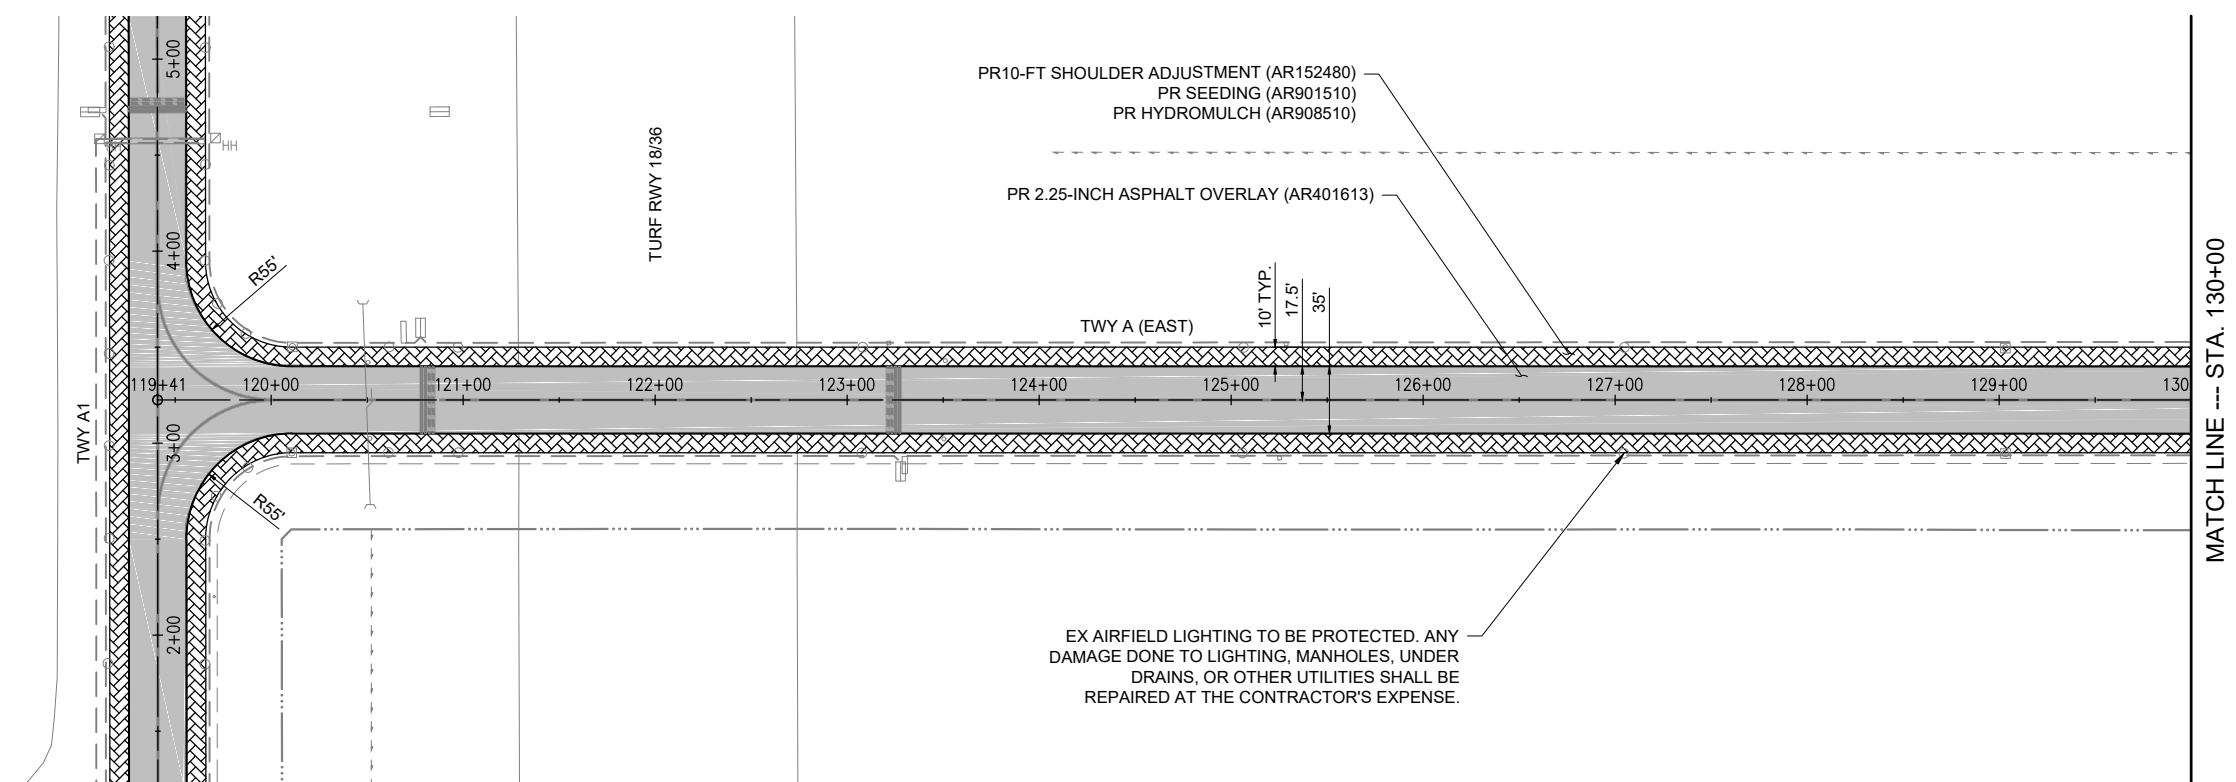 PR10-FT SHOULDER ADJUSTMENT (AR152480)
PR SEEDING (AR901510)
PR HYDROMULCH (AR908510)
PR 2.25-INCH ASPHALT OVERLAY (AR401613)
5+00
HH
HH
TURF RWY 18/36
4+00
R55'
10' TYP.
17.5'
35'
TWY A (EAST)
119+41
120+00
121+00
122+00
123+00
124+00
125+00
126+00
127+00
128+00
129+00
130
MATCH LINE --- STA. 130+00
TWY A1
3+00
R55'
2+00
EX AIRFIELD LIGHTING TO BE PROTECTED. ANY
DAMAGE DONE TO LIGHTING, MANHOLES, UNDER
DRAINS, OR OTHER UTILITIES SHALL BE
REPAIRED AT THE CONTRACTOR'S EXPENSE.